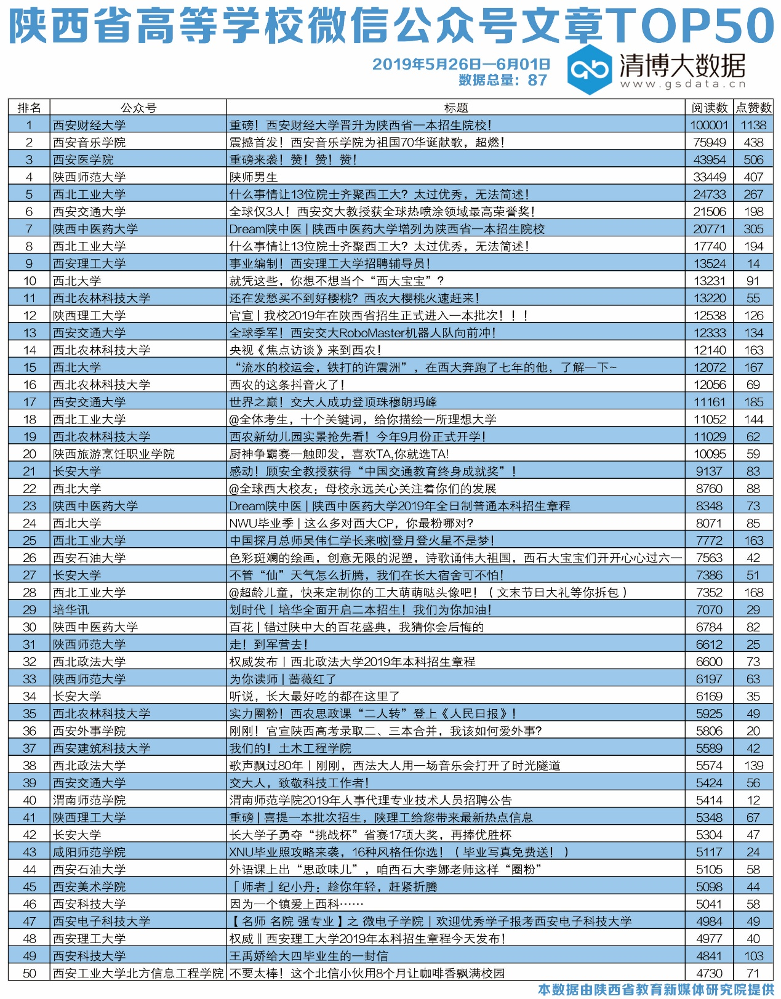 陕西省高等学校微信公众号文章TOP50
2019年5月26日—6月01日
数据总量：87
清博大数据
www.gsdata.cn
排名 公众号 标题 阅读数 点赞数
1 西安财经大学 重磅！西安财经大学晋升为陕西省一本招生院校！ 100001 1138
2 西安音乐学院 震撼首发！西安音乐学院为祖国70华诞献歌，超燃！ 75949 438
3 西安医学院 重磅来袭！赞！赞！赞！ 43954 506
4 陕西师范大学 陕师男生 33449 407
5 西北工业大学 什么事情让13位院士齐聚西工大？太过优秀，无法简述！ 24733 267
6 西安交通大学 全球仅3人！西安交大教授获全球热喷涂领域最高荣誉奖！ 21506 198
7 陕西中医药大学 Dream陕中医 | 陕西中医药大学增列为陕西省一本招生院校 20771 305
8 西北工业大学 什么事情让13位院士齐聚西工大？太过优秀，无法简述！ 17740 194
9 西安理工大学 事业编制！西安理工大学招聘辅导员！ 13524 14
10 西北大学 就凭这些，你想不想当个“西大宝宝”？ 13231 91
11 西北农林科技大学 还在发愁买不到好樱桃？西农大樱桃火速赶来！ 13220 55
12 陕西理工大学 官宣 | 我校2019年在陕西省招生正式进入一本批次！！！ 12538 126
13 西安交通大学 全球季军！西安交大RoboMaster机器人队向前冲！ 12333 134
14 西北农林科技大学 央视《焦点访谈》来到西农！ 12140 163
15 西北大学 “流水的校运会，铁打的许震洲”，在西大奔跑了七年的他，了解一下~ 12072 167
16 西北农林科技大学 西农的这条抖音火了！ 12056 69
17 西安交通大学 世界之巅！交大人成功登顶珠穆朗玛峰 11161 185
18 西北工业大学 @全体考生，十个关键词，给你描绘一所理想大学 11052 144
19 西北农林科技大学 西农新幼儿园实景抢先看！今年9月份正式开学！ 11029 62
20 陕西旅游烹饪职业学院 厨神争霸赛一触即发，喜欢TA,你就选TA! 10095 59
21 长安大学 感动！顾安全教授获得“中国交通教育终身成就奖”！ 9137 83
22 西北大学 @全球西大校友：母校永远关心关注着你们的发展 8760 88
23 陕西中医药大学 Dream陕中医 | 陕西中医药大学2019年全日制普通本科招生章程 8348 73
24 西北大学 NWU毕业季 | 这么多对西大CP，你最粉哪对？ 8071 85
25 西北工业大学 中国探月总师吴伟仁学长来啦|登月登火星不是梦！ 7772 163
26 西安石油大学 色彩斑斓的绘画，创意无限的泥塑，诗歌诵伟大祖国，西石大宝宝们开开心心过六一 7563 42
27 长安大学 不管“仙”天气怎么折腾，我们在长大宿舍可不怕！ 7386 51
28 西北工业大学 @超龄儿童，快来定制你的工大萌萌哒头像吧！（文末节日大礼等你拆包） 7352 168
29 培华讯 划时代丨培华全面开启二本招生！我们为你加油！ 7070 29
30 陕西中医药大学 百花 | 错过陕中大的百花盛典，我猜你会后悔的 6784 82
31 陕西师范大学 走！到军营去！ 6612 25
32 西北政法大学 权威发布丨西北政法大学2019年本科招生章程 6600 73
33 陕西师范大学 为你读师 | 蔷薇红了 6197 63
34 长安大学 听说，长大最好吃的都在这里了 6169 35
35 西北农林科技大学 实力圈粉！西农思政课“二人转”登上《人民日报》！ 5925 49
36 西安外事学院 刚刚！官宣陕西高考录取二、三本合并，我该如何爱外事？ 5806 20
37 西安建筑科技大学 我们的！土木工程学院 5589 42
38 西北政法大学 歌声飘过80年丨刚刚，西法大人用一场音乐会打开了时光隧道 5574 139
39 西安交通大学 交大人，致敬科技工作者！ 5424 56
40 渭南师范学院 渭南师范学院2019年人事代理专业技术人员招聘公告 5414 12
41 陕西理工大学 重磅 | 喜提一本批次招生，陕理工给您带来最新热点信息 5348 67
42 长安大学 长大学子勇夺“挑战杯”省赛17项大奖，再捧优胜杯 5304 47
43 咸阳师范学院 XNU毕业照攻略来袭，16种风格任你选！（毕业写真免费送！） 5117 24
44 西安石油大学 外语课上出“思政味儿”，咱西石大李娜老师这样“圈粉” 5105 58
45 西安美术学院 「师者」纪小丹：趁你年轻，赶紧折腾 5098 44
46 西安科技大学 因为一个镇爱上西科…… 5041 58
47 西安电子科技大学 【名师 名院 强专业】之 微电子学院 | 欢迎优秀学子报考西安电子科技大学 4984 49
48 西安理工大学 权威 ‖ 西安理工大学2019年本科招生章程今天发布！ 4977 40
49 西安科技大学 王禹娇给大四毕业生的一封信 4841 103
50 西安工业大学北方信息工程学院 不要太棒！这个北信小伙用8个月让咖啡香飘满校园 4730 71
本数据由陕西省教育新媒体研究院提供